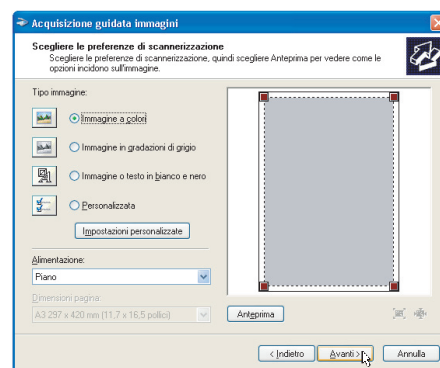 Acquisizione guidata immagini
Scegliere le preferenze di scannerizzazione
Scegliere le preferenze di scannerizzazione, quindi scegliere Anteprima per vedere come le
opzioni incidono sull'immagine.
Tipo immagine:
Immagine a colori
Immagine in gradazioni di grigio
Immagine o testo in bianco e nero
Personalizzata
Impostazioni personalizzate
Alimentazione:
Piano
Dimensioni pagina:
A3 297 x 420 mm (11,7 x 16,5 pollici)
Anteprima
< Indietro
Avanti >
Annulla